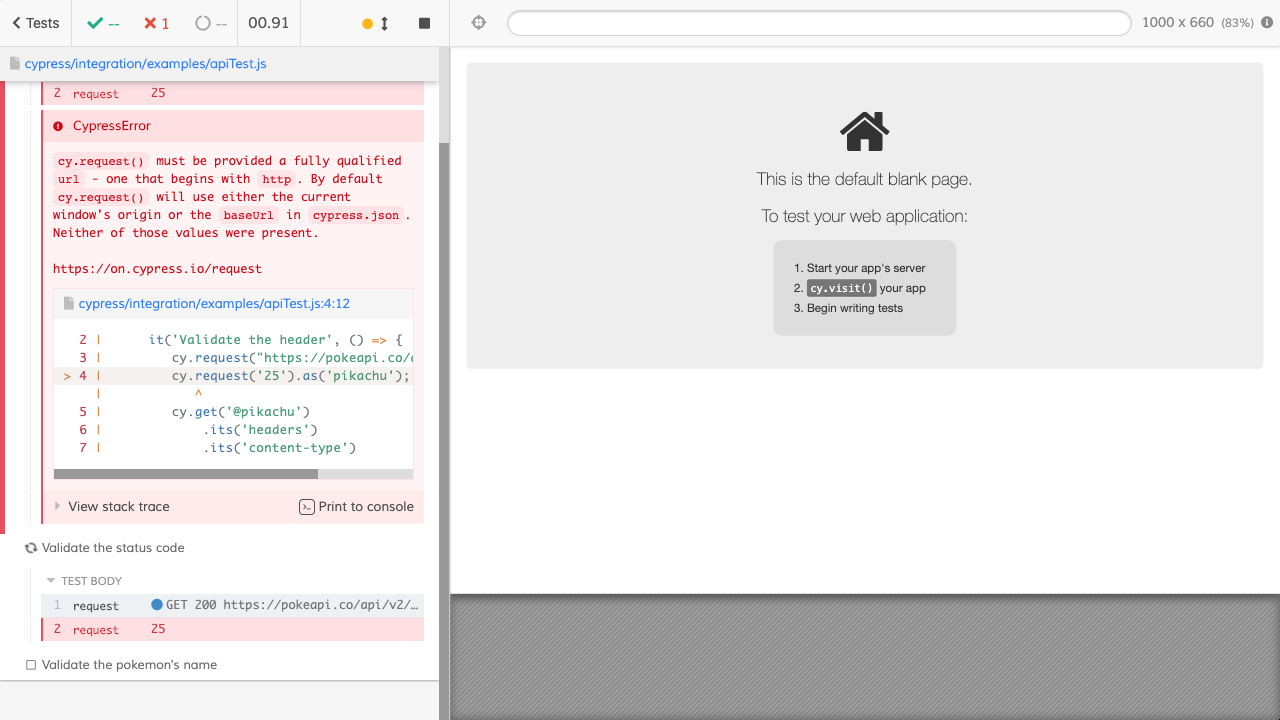 Tests -- 1 -- 00.91
1000 x 660 (83%)
cypress/integration/examples/apiTest.js
2 request 25
CypressError
cy.request() must be provided a fully qualified
url - one that begins with http. By default
cy.request() will use either the current
window's origin or the baseUrl in cypress.json.
Neither of those values were present.
https://on.cypress.io/request
cypress/integration/examples/apiTest.js:4:12
2 | it('Validate the header', () => {
3 | cy.request("https://pokeapi.co/
> 4 | cy.request('25').as('pikachu');
| ^
5 | cy.get('@pikachu')
6 | .its('headers')
7 | .its('content-type')
View stack trace Print to console
Validate the status code
TEST BODY
1 request GET 200 https://pokeapi.co/api/v2/…
2 request 25
Validate the pokemon's name
This is the default blank page.
To test your web application:
1. Start your app's server
2. cy.visit() your app
3. Begin writing tests